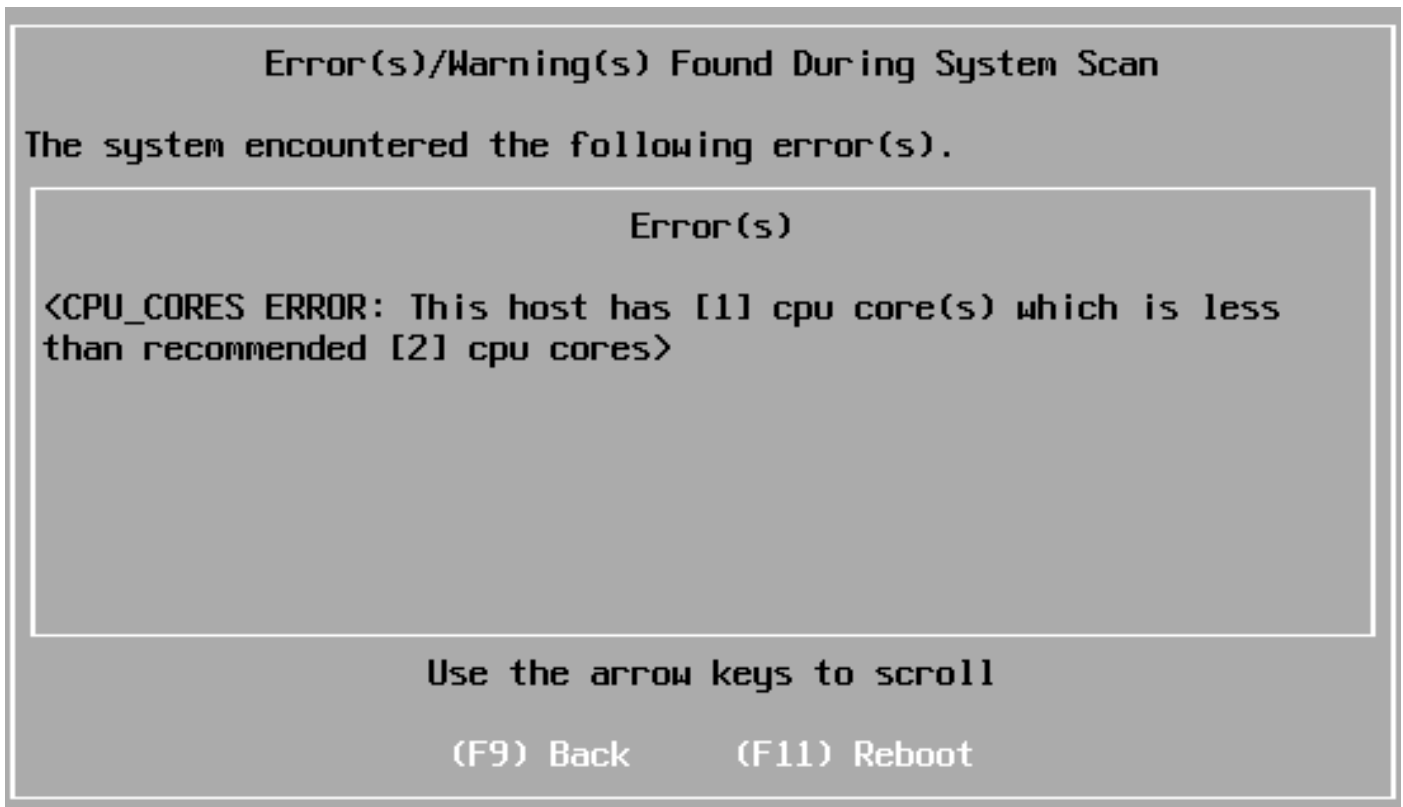 Error(s)/Warning(s) Found During System Scan
The system encountered the following error(s).
Error(s)
<CPU_CORES ERROR: This host has [1] cpu core(s) which is less
than recommended [2] cpu cores>
Use the arrow keys to scroll
(F9) Back (F11) Reboot